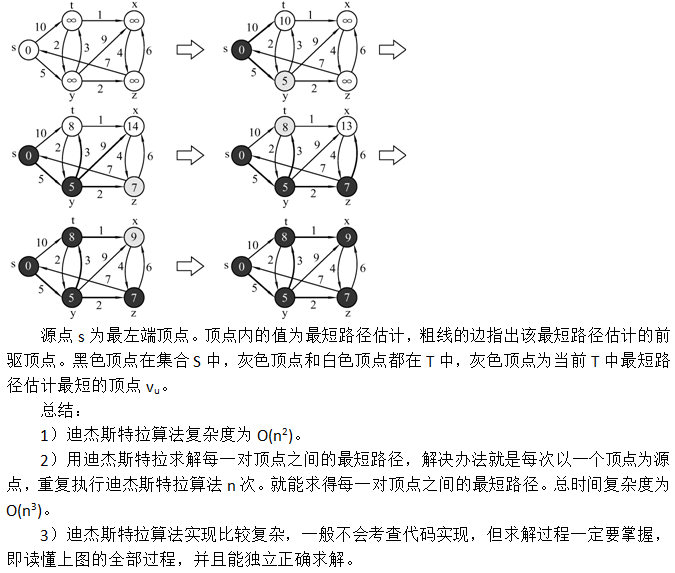 t x
10 1 ∞ ∞
s 0 2 3 9 4 6
5 7
∞ 2 ∞
y z
t x
10 10 1 ∞
s 0 2 3 9 4 6
5 7
5 2 ∞
y z
t x
10 8 1 14
s 0 2 3 9 4 6
5 7
5 2 7
y z
t x
10 8 1 13
s 0 2 3 9 4 6
5 7
5 2 7
y z
t x
10 8 1 9
s 0 2 3 9 4 6
5 7
5 2 7
y z
t x
10 8 1 9
s 0 2 3 9 4 6
5 7
5 2 7
y z
源点 s 为最左端顶点。顶点内的值为最短路径估计，粗线的边指出该最短路径估计的前
驱顶点。黑色顶点在集合 S 中，灰色顶点和白色顶点都在 T 中，灰色顶点为当前 T 中最短路
径估计最短的顶点 vu。
总结：
1）迪杰斯特拉算法复杂度为 O(n2)。
2）用迪杰斯特拉求解每一对顶点之间的最短路径，解决办法就是每次以一个顶点为源
点，重复执行迪杰斯特拉算法 n 次。就能求得每一对顶点之间的最短路径。总时间复杂度为
O(n3)。
3）迪杰斯特拉算法实现比较复杂，一般不会考查代码实现，但求解过程一定要掌握，
即读懂上图的全部过程，并且能独立正确求解。